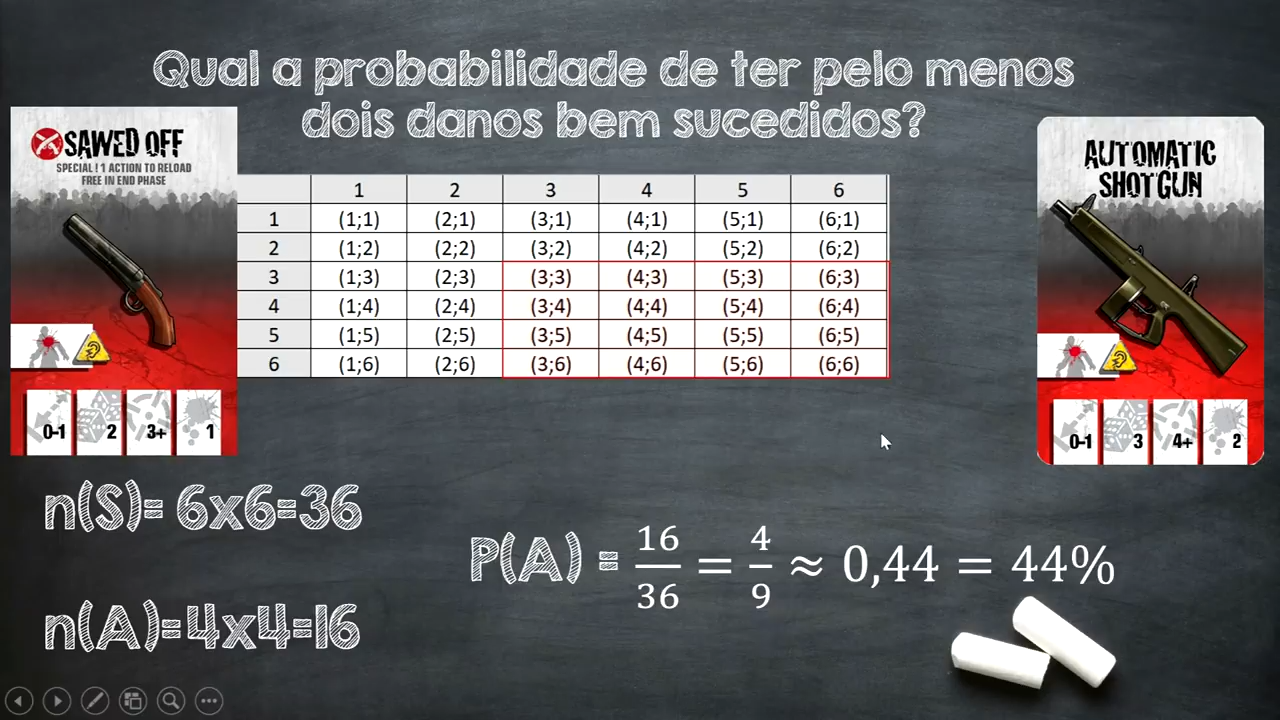 Qual a probabilidade de ter pelo menos
dois danos bem sucedidos?
SAWED OFF
SPECIAL! 1 ACTION TO RELOAD
FREE IN END PHASE
0-1 2 3+ 1
1 2 3 4 5 6
1 (1;1) (2;1) (3;1) (4;1) (5;1) (6;1)
2 (1;2) (2;2) (3;2) (4;2) (5;2) (6;2)
3 (1;3) (2;3) (3;3) (4;3) (5;3) (6;3)
4 (1;4) (2;4) (3;4) (4;4) (5;4) (6;4)
5 (1;5) (2;5) (3;5) (4;5) (5;5) (6;5)
6 (1;6) (2;6) (3;6) (4;6) (5;6) (6;6)
AUTOMATIC
SHOTGUN
0-1 3 4+ 2
n(S)= 6x6=36
n(A)=4x4=16
P(A) = 16/36 = 4/9 ≈ 0,44 = 44%